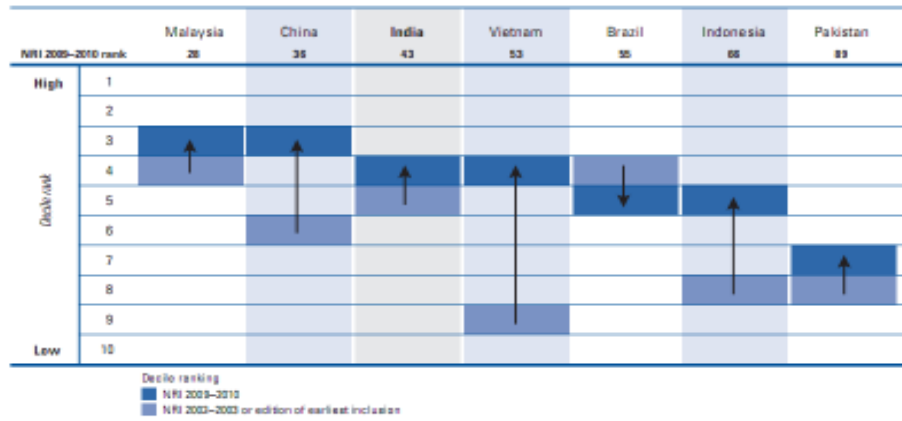 Malaysia China India Vietnam Brazil Indonesia Pakistan
NRI 2009–2010 rank 28 36 43 53 55 66 89
High 1
2
3
4
Decile rank 5
6
7
8
9
Low 10
Decile ranking
NRI 2009–2010
NRI 2002–2003 or edition of earliest inclusion